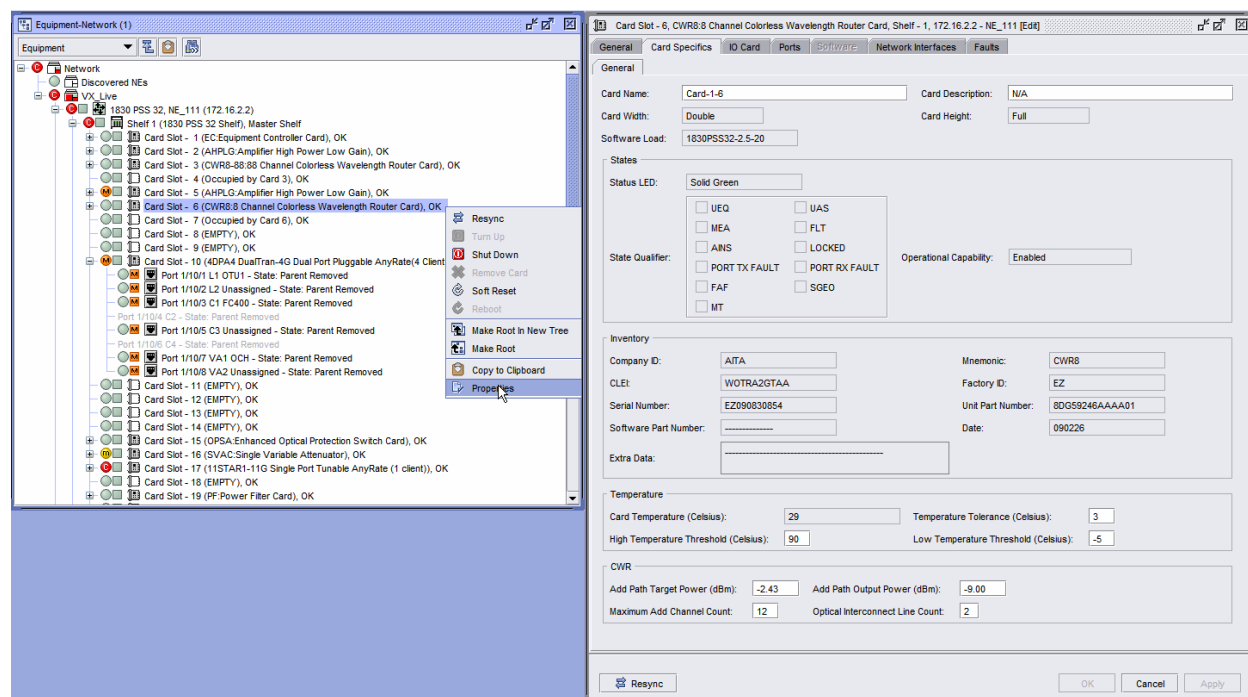 Equipment-Network (1)
Equipment
C Network
Discovered NEs
C VX_Live
C 1830 PSS 32, NE_111 (172.16.2.2)
C Shelf 1 (1830 PSS 32 Shelf), Master Shelf
Card Slot - 1 (EC:Equipment Controller Card), OK
Card Slot - 2 (AHPLG:Amplifier High Power Low Gain), OK
Card Slot - 3 (CWR8-88:88 Channel Colorless Wavelength Router Card), OK
Card Slot - 4 (Occupied by Card 3), OK
M Card Slot - 5 (AHPLG:Amplifier High Power Low Gain), OK
Card Slot - 6 (CWR8:8 Channel Colorless Wavelength Router Card), OK
Card Slot - 7 (Occupied by Card 6), OK
Card Slot - 8 (EMPTY), OK
Card Slot - 9 (EMPTY), OK
M Card Slot - 10 (4DPA4 DualTran-4G Dual Port Pluggable AnyRate(4 Client
M Port 1/10/1 L1 OTU1 - State: Parent Removed
M Port 1/10/2 L2 Unassigned - State: Parent Removed
M Port 1/10/3 C1 FC400 - State: Parent Removed
Port 1/10/4 C2 - State: Parent Removed
M Port 1/10/5 C3 Unassigned - State: Parent Removed
Port 1/10/6 C4 - State: Parent Removed
M Port 1/10/7 VA1 OCH - State: Parent Removed
M Port 1/10/8 VA2 Unassigned - State: Parent Removed
Card Slot - 11 (EMPTY), OK
Card Slot - 12 (EMPTY), OK
Card Slot - 13 (EMPTY), OK
Card Slot - 14 (EMPTY), OK
Card Slot - 15 (OPSA:Enhanced Optical Protection Switch Card), OK
m Card Slot - 16 (SVAC:Single Variable Attenuator), OK
C Card Slot - 17 (11STAR1-11G Single Port Tunable AnyRate (1 client)), OK
Card Slot - 18 (EMPTY), OK
Card Slot - 19 (PF:Power Filter Card), OK
Resync
Turn Up
Shut Down
Remove Card
Soft Reset
Reboot
Make Root In New Tree
Make Root
Copy to Clipboard
Properties
Card Slot - 6, CWR8:8 Channel Colorless Wavelength Router Card, Shelf - 1, 172.16.2.2 - NE_111 [Edit]
General Card Specifics IO Card Ports Software Network Interfaces Faults
General
Card Name: Card-1-6 Card Description: N/A
Card Width: Double Card Height: Full
Software Load: 1830PSS32-2.5-20
States
Status LED: Solid Green
State Qualifier:
UEQ UAS
MEA FLT
AINS LOCKED
PORT TX FAULT PORT RX FAULT
FAF SGEO
MT
Operational Capability: Enabled
Inventory
Company ID: AITA Mnemonic: CWR8
CLEI: WOTRA2GTAA Factory ID: EZ
Serial Number: EZ090830854 Unit Part Number: 8DG59246AAAA01
Software Part Number: -------------- Date: 090226
Extra Data: ------------------------------------------------
Temperature
Card Temperature (Celsius): 29 Temperature Tolerance (Celsius): 3
High Temperature Threshold (Celsius): 90 Low Temperature Threshold (Celsius): -5
CWR
Add Path Target Power (dBm): -2.43 Add Path Output Power (dBm): -9.00
Maximum Add Channel Count: 12 Optical Interconnect Line Count: 2
Resync OK Cancel Apply